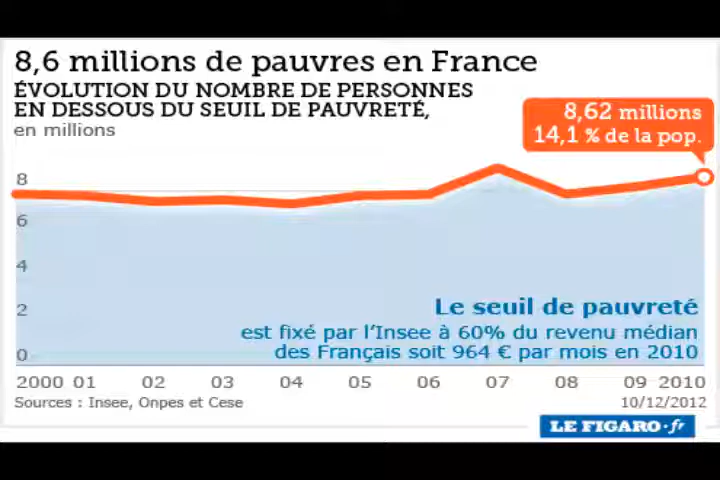 8,6 millions de pauvres en France
ÉVOLUTION DU NOMBRE DE PERSONNES
EN DESSOUS DU SEUIL DE PAUVRETÉ,
en millions
8,62 millions
14,1 % de la pop.
8
6
4
2
0
Le seuil de pauvreté
est fixé par l'Insee à 60% du revenu médian
des Français soit 964 € par mois en 2010
2000 01 02 03 04 05 06 07 08 09 2010
Sources : Insee, Onpes et Cese
10/12/2012
LE FIGARO·fr